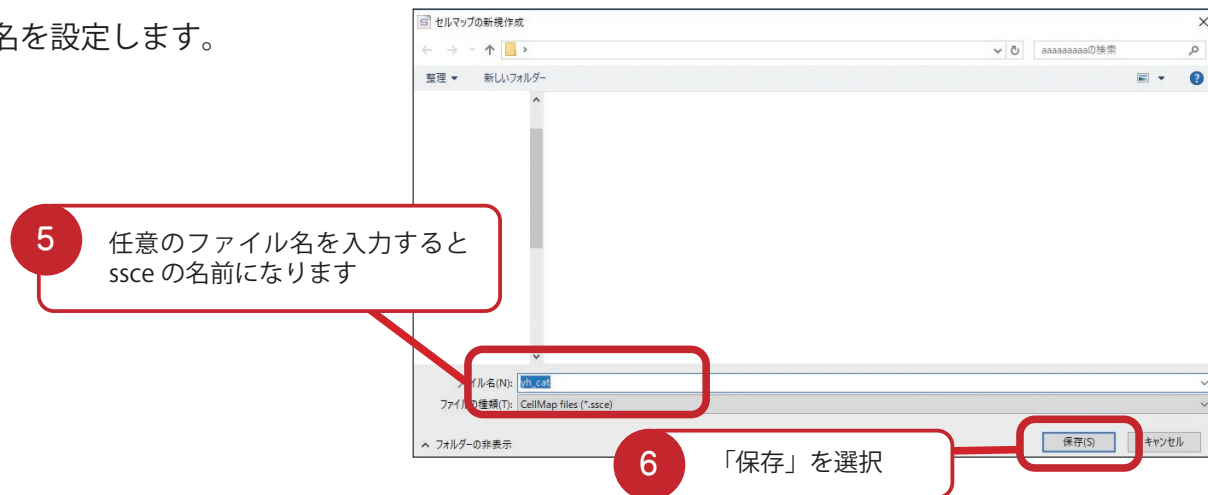 名を設定します。
セルマップの新規作成
aaaaaaaaaの検索
整理
新しいフォルダー
5
任意のファイル名を入力すると
ssce の名前になります
イル名(N): yh_cat
ファイルの種類(T): CellMap files (*.ssce)
フォルダーの非表示
保存(S)
キャンセル
6
「保存」を選択